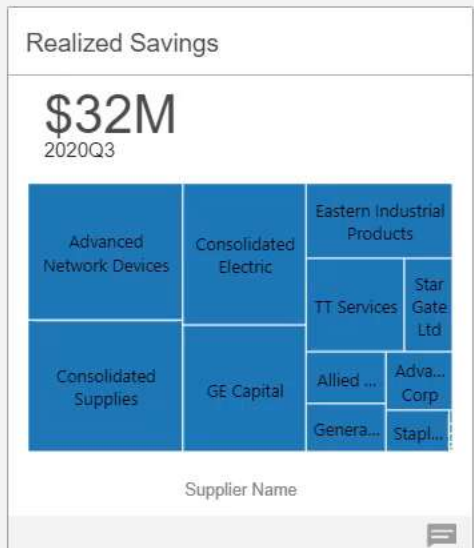 Realized Savings
$32M
2020Q3
Advanced
Network Devices
Consolidated
Electric
Eastern Industrial
Products
TT Services
Star
Gate
Ltd
Consolidated
Supplies
GE Capital
Allied ...
Adva...
Corp
Genera...
Stapl...
Supplier Name